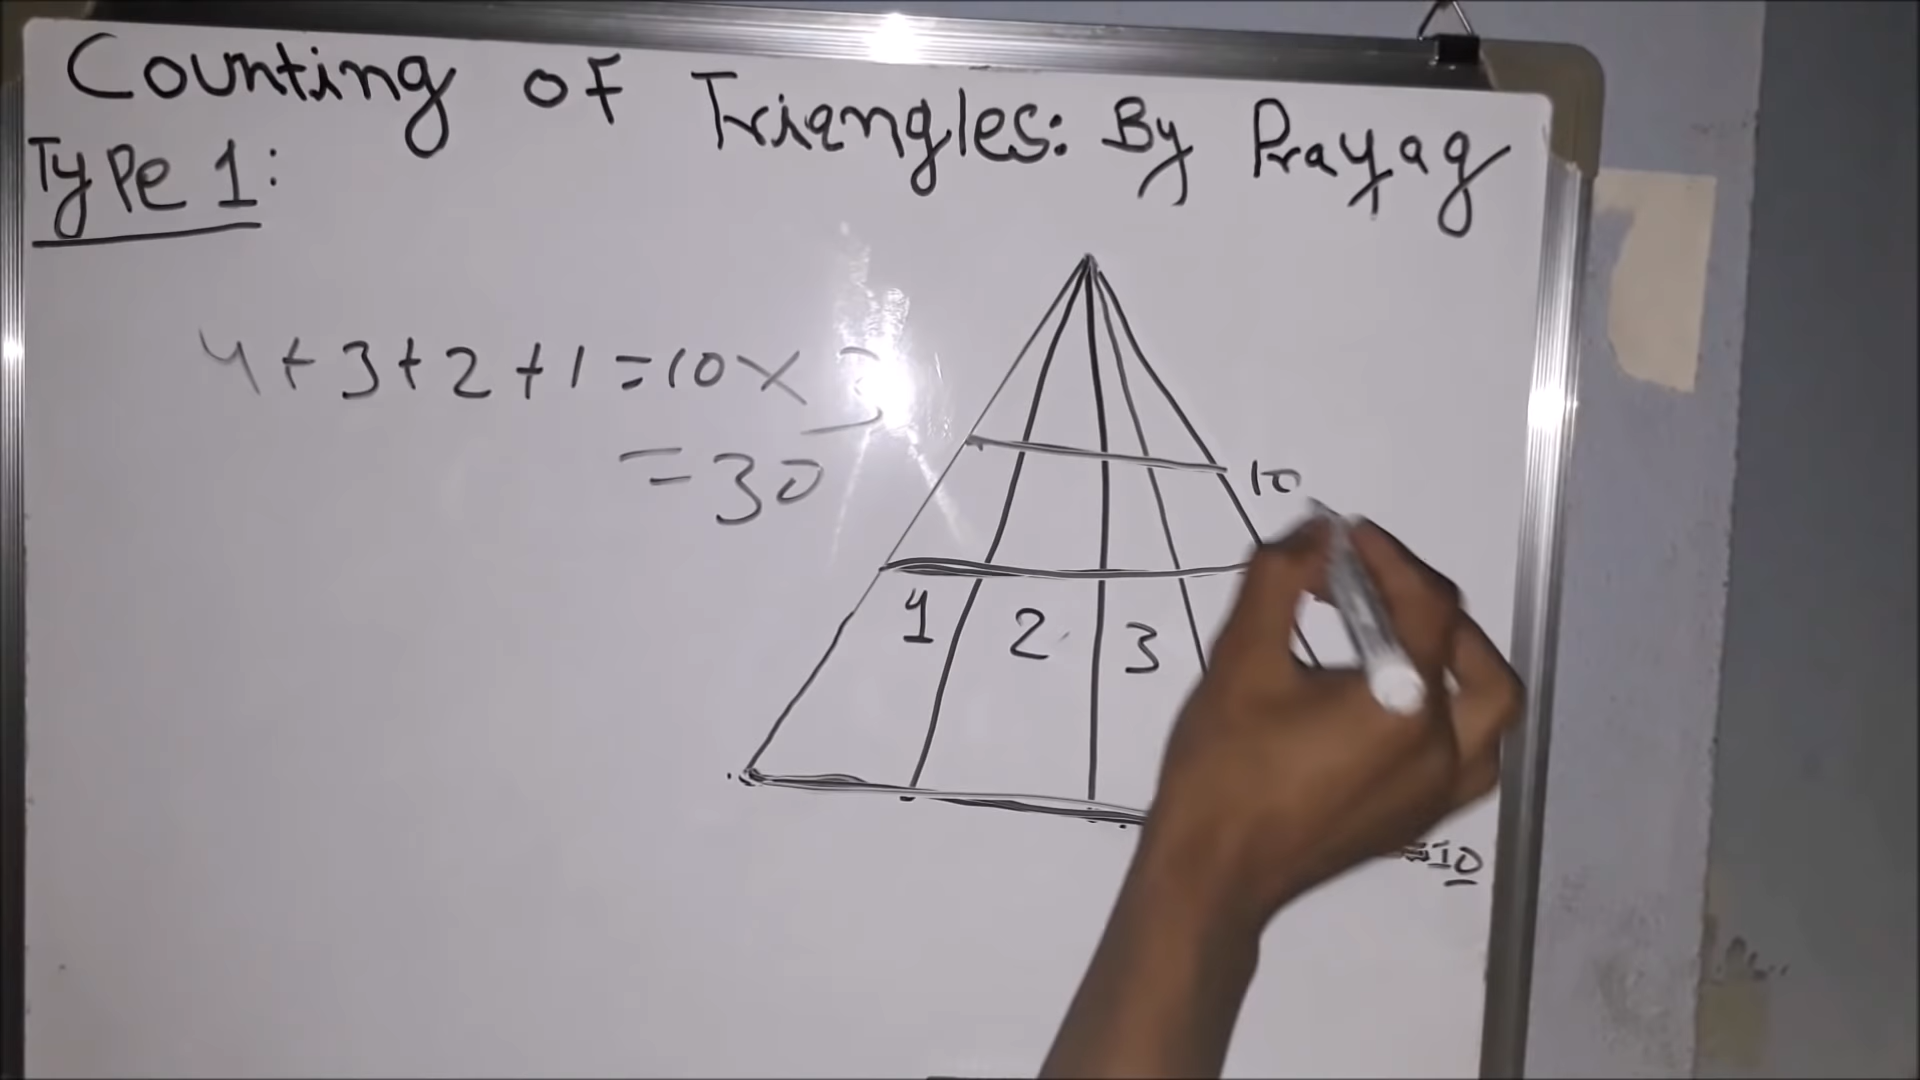 Counting of Triangles: By Prayag
Type 1:
4+3+2+1=10×3
=30
10
1 2 3
=10